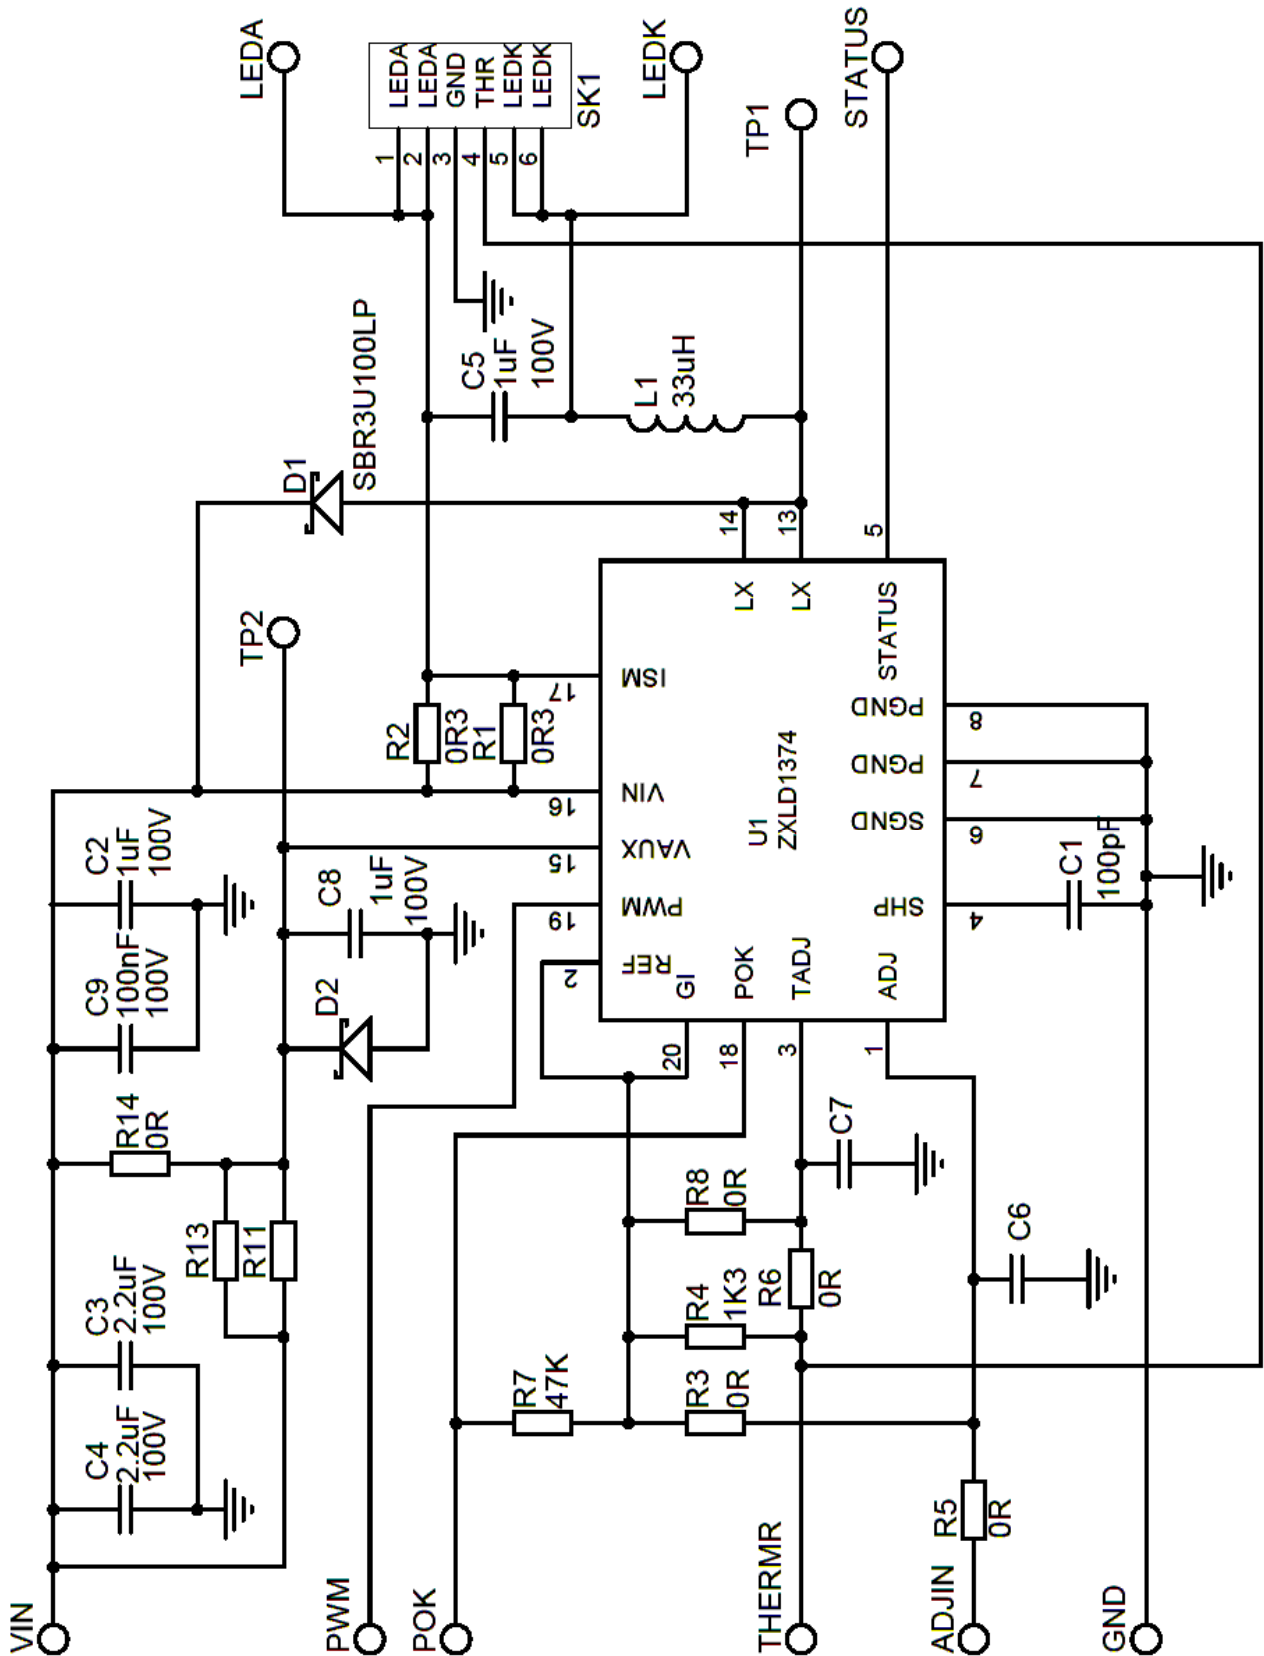 VIN
C4
2.2uF
100V
C3
2.2uF
100V
R13
R11
R14
0R
C9
100nF
100V
C2
1uF
100V
D2
C8
1uF
100V
TP2
D1
SBR3U100LP
LEDA
1
2
3
4
5
6
LEDA
LEDA
GND
THR
LEDK
LEDK
SK1
LEDK
C5
1uF
100V
L1
33uH
TP1
STATUS
R2
0R3
R1
0R3
PWM
POK
R7
47K
R3
0R
R4
1K3
R8
0R
R6
0R
THERMR
C7
C6
R5
0R
ADJIN
GND
2
19
15
16
17
REF
PWM
VAUX
VIN
ISM
20
18
3
1
GI
POK
TADJ
ADJ
U1
ZXLD1374
LX
LX
STATUS
14
13
5
SHP
SGND
PGND
PGND
4
6
7
8
C1
100pF